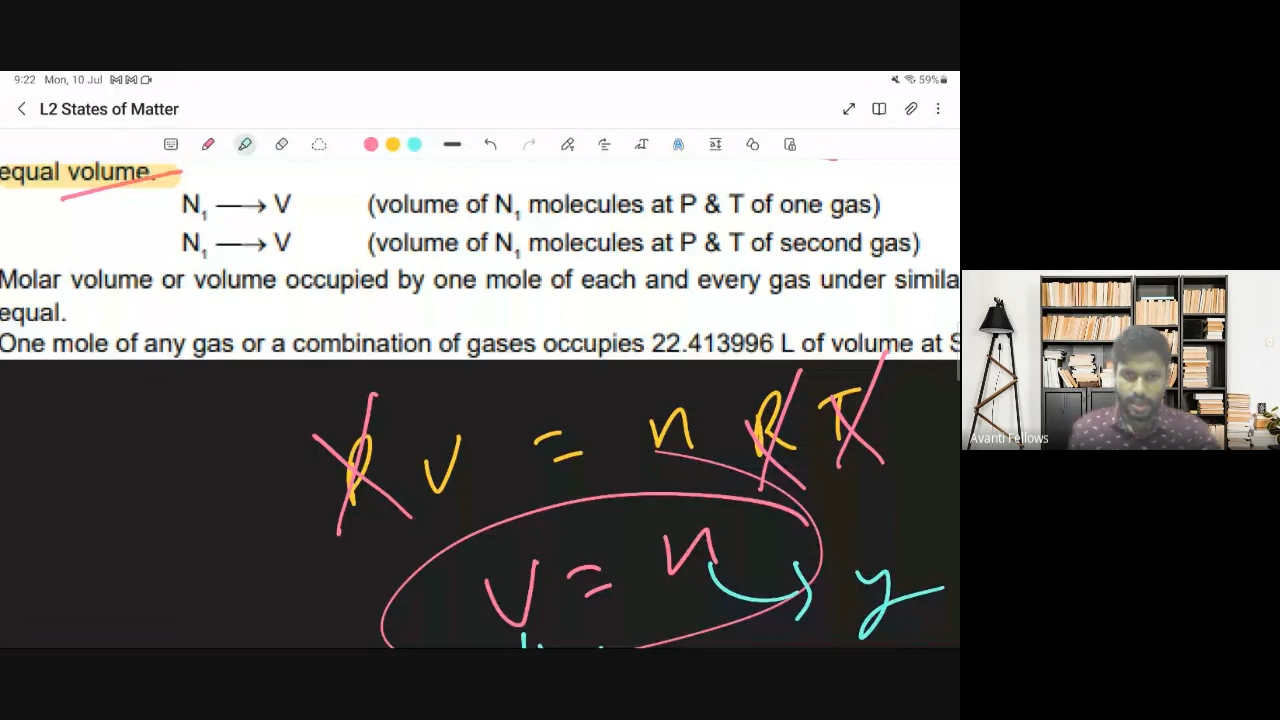 9:22 Mon, 10 Jul 59%
L2 States of Matter
equal volume.
N₁ ⟶ V (volume of N₁ molecules at P & T of one gas)
N₁ ⟶ V (volume of N₁ molecules at P & T of second gas)
Molar volume or volume occupied by one mole of each and every gas under simila
equal.
One mole of any gas or a combination of gases occupies 22.413996 L of volume at S
P V = n R T
V = n y
Avanti Fellows